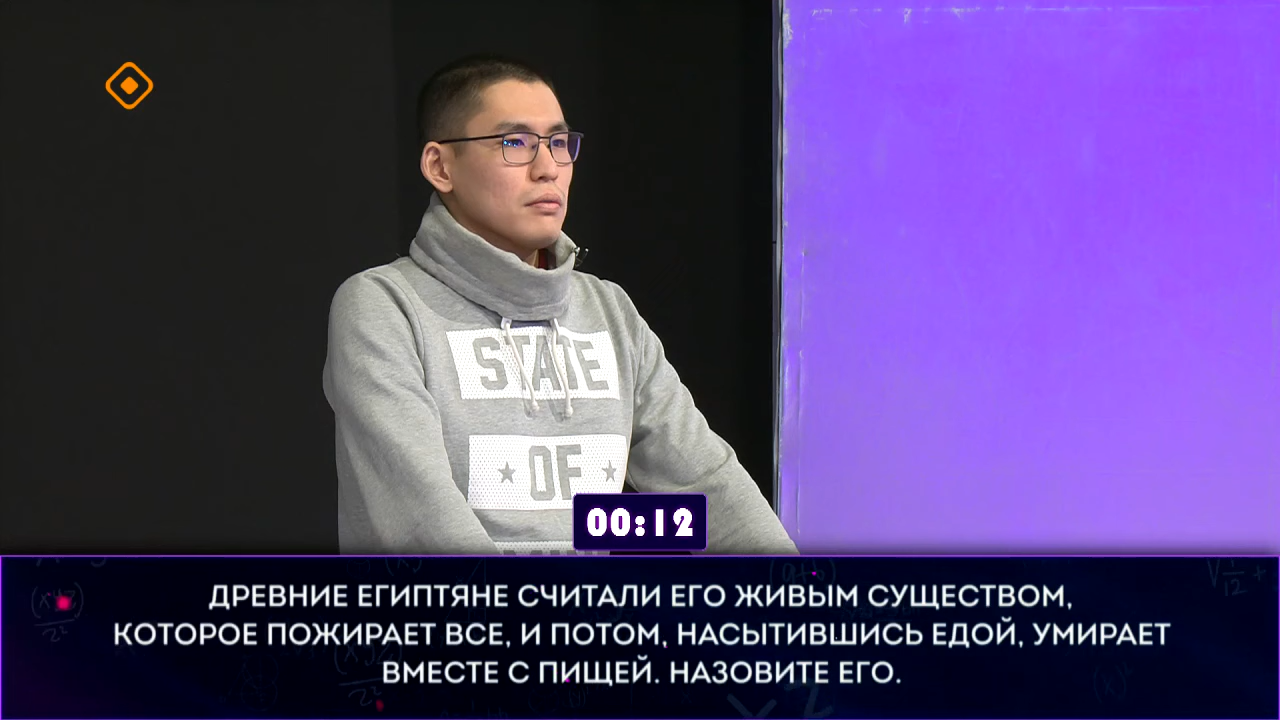 STATE
OF
00:12
ДРЕВНИЕ ЕГИПТЯНЕ СЧИТАЛИ ЕГО ЖИВЫМ СУЩЕСТВОМ,
КОТОРОЕ ПОЖИРАЕТ ВСЕ, И ПОТОМ, НАСЫТИВШИСЬ ЕДОЙ, УМИРАЕТ
ВМЕСТЕ С ПИЩЕЙ. НАЗОВИТЕ ЕГО.